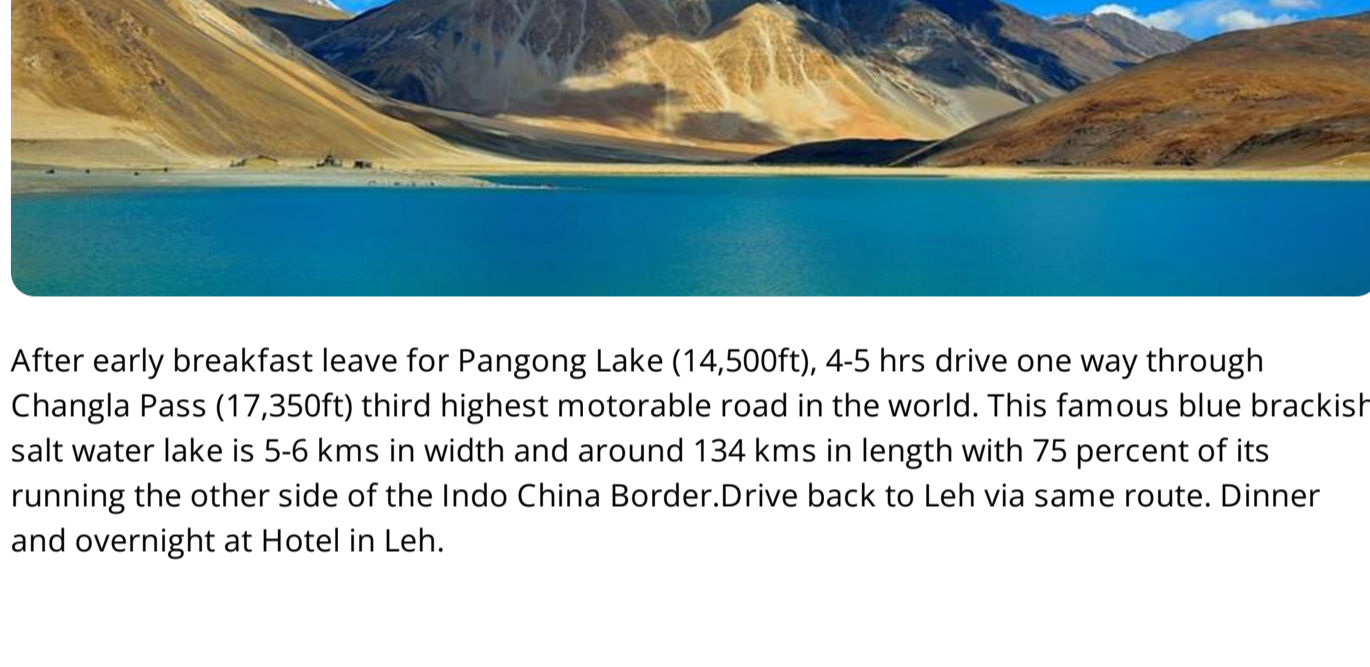 After early breakfast leave for Pangong Lake (14,500ft), 4-5 hrs drive one way through
Changla Pass (17,350ft) third highest motorable road in the world. This famous blue brackish
salt water lake is 5-6 kms in width and around 134 kms in length with 75 percent of its
running the other side of the Indo China Border.Drive back to Leh via same route. Dinner
and overnight at Hotel in Leh.